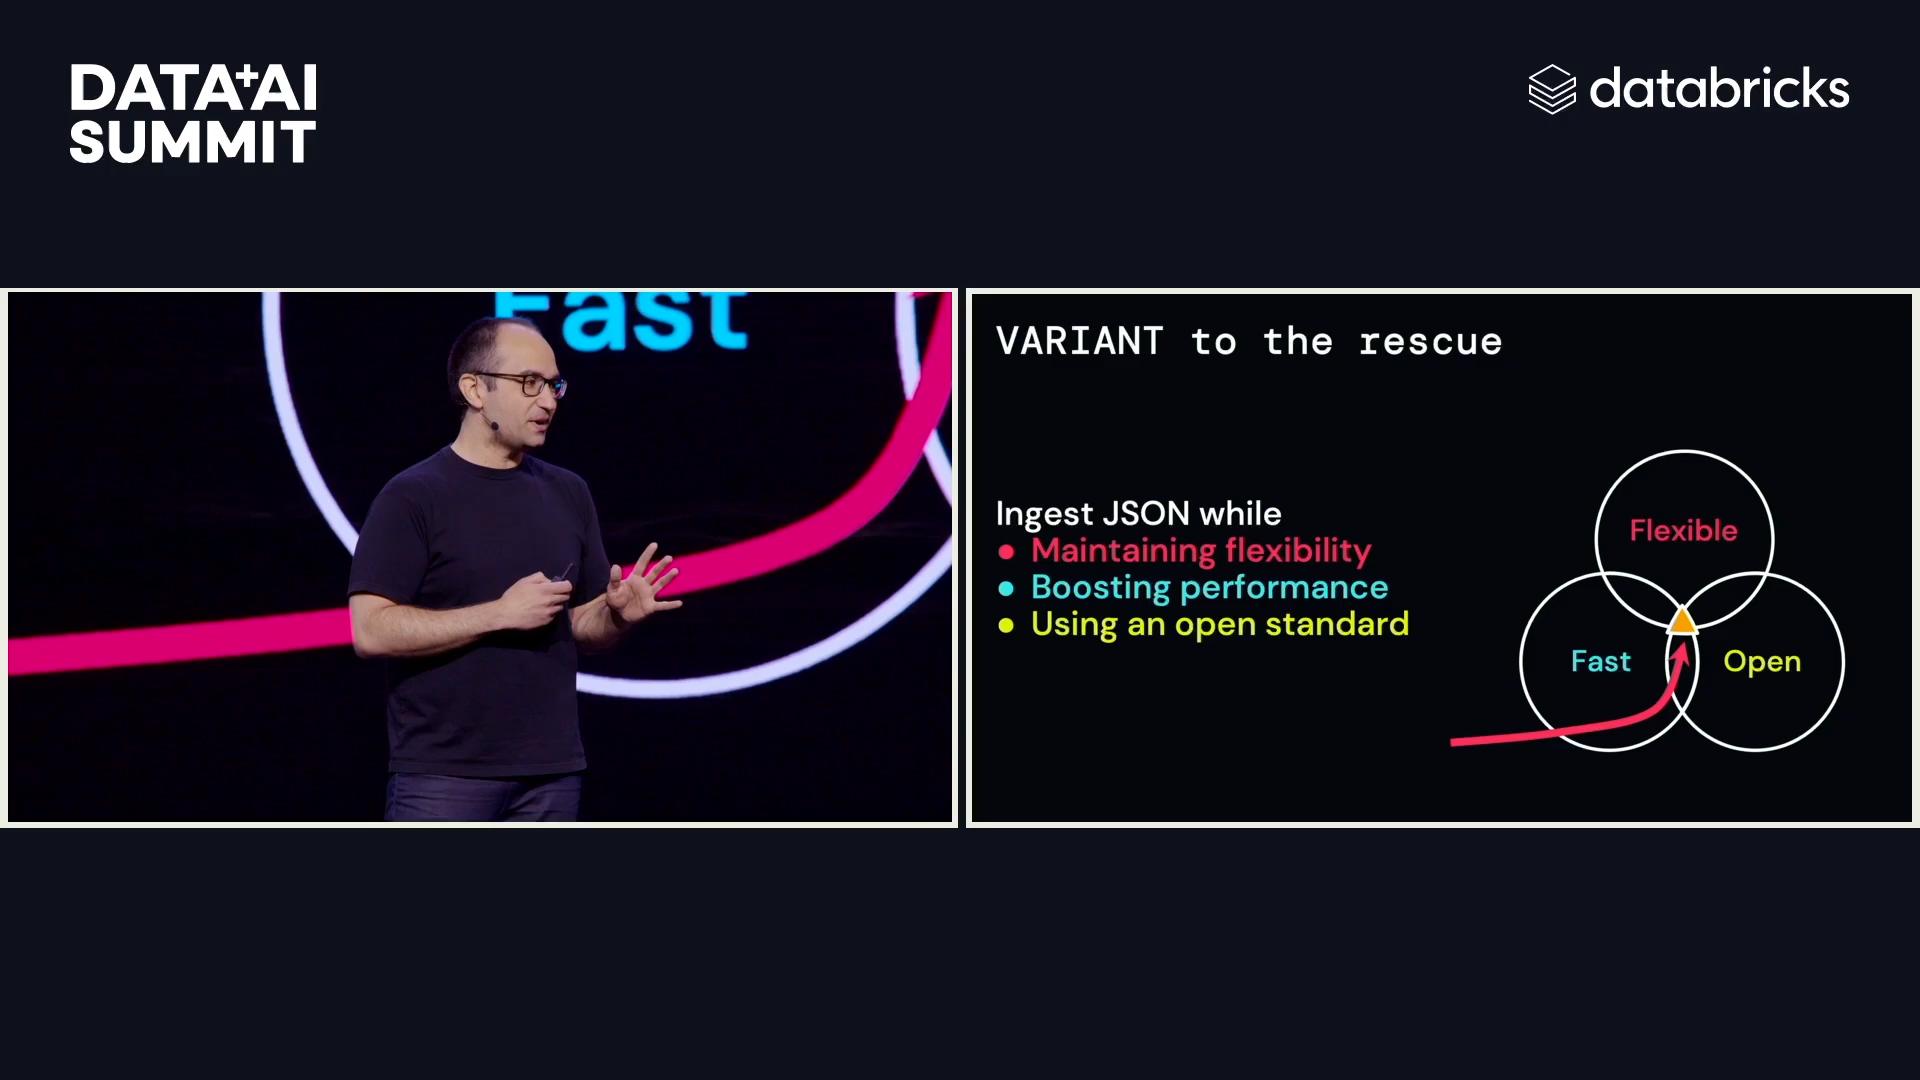 DATA+AI
SUMMIT
databricks
Fast
VARIANT to the rescue
Ingest JSON while
● Maintaining flexibility
● Boosting performance
● Using an open standard
Flexible
Fast
Open